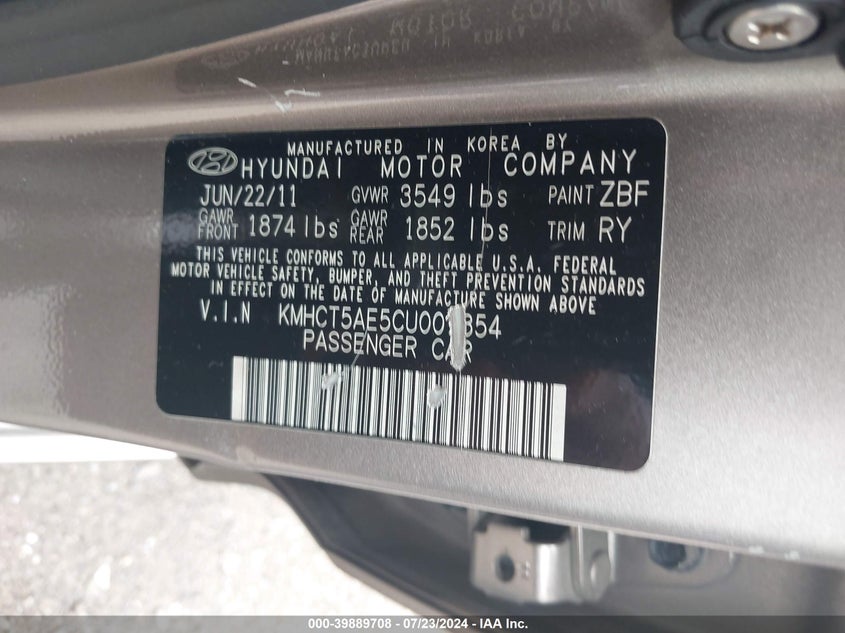 MANUFACTURED IN KOREA BY
HYUNDAI MOTOR COMPANY
JUN/22/11 GVWR 3549 lbs PAINT ZBF
GAWR FRONT 1874 lbs GAWR REAR 1852 lbs TRIM RY
THIS VEHICLE CONFORMS TO ALL APPLICABLE U.S.A. FEDERAL
MOTOR VEHICLE SAFETY, BUMPER, AND THEFT PREVENTION STANDARDS
IN EFFECT ON THE DATE OF MANUFACTURE SHOWN ABOVE
V.I.N
PASSENGER CAR
000-39889708 - 07/23/2024 - IAA Inc.